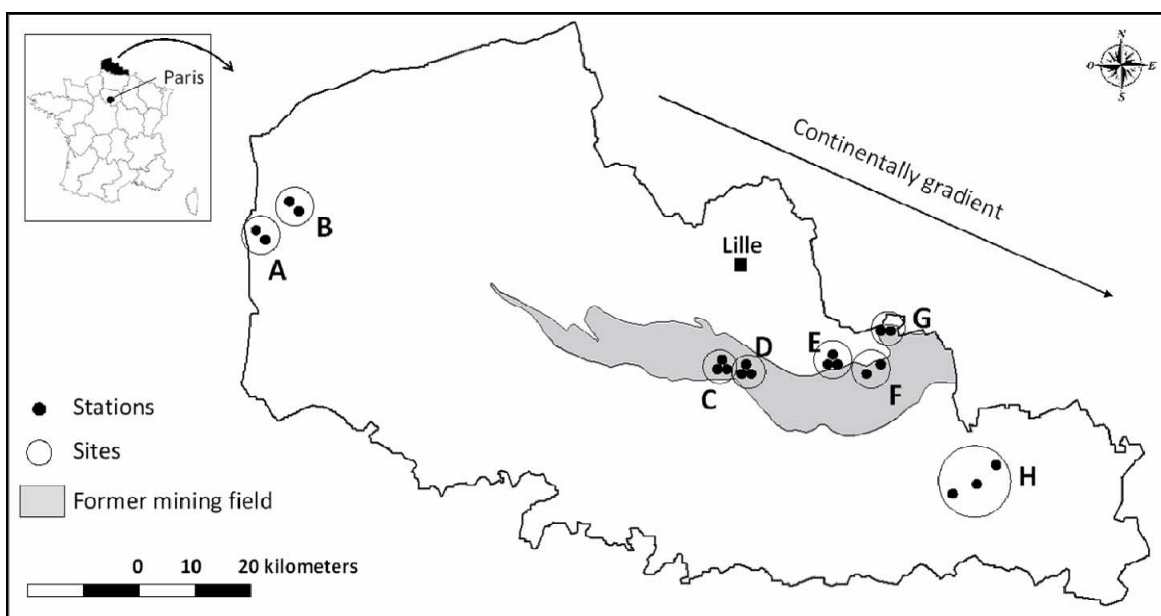 Paris
N
O
E
S
Continentally gradient
B
A
Lille
G
E
D
C
F
H
Stations
Sites
Former mining field
0 10 20 kilometers